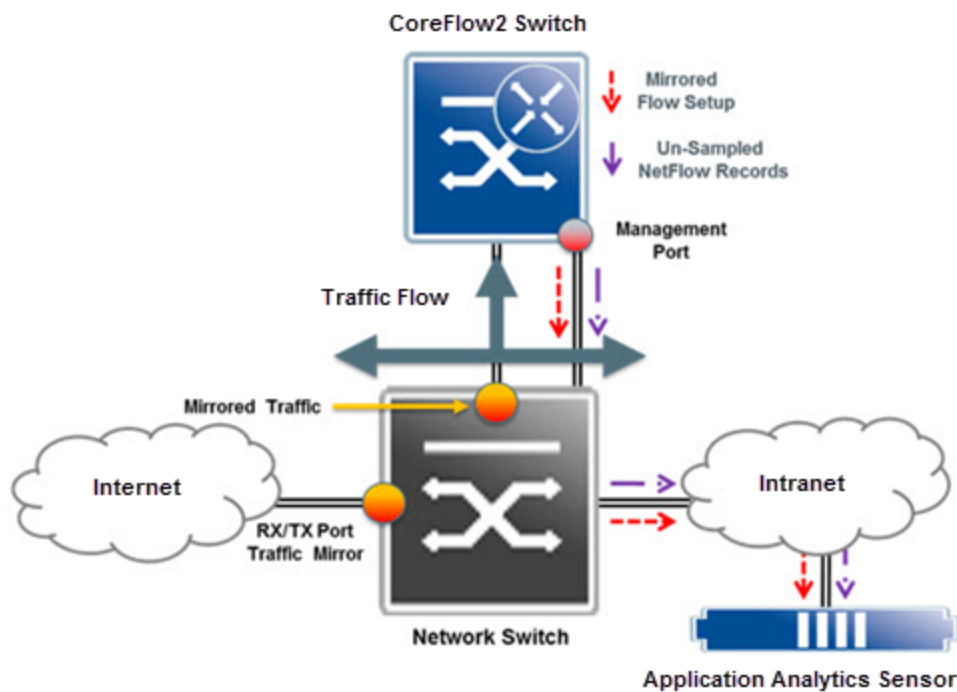 CoreFlow2 Switch
Mirrored
Flow Setup
Un-Sampled
NetFlow Records
Management
Port
Traffic Flow
Mirrored Traffic
Internet
RX/TX Port
Traffic Mirror
Intranet
Network Switch
Application Analytics Sensor